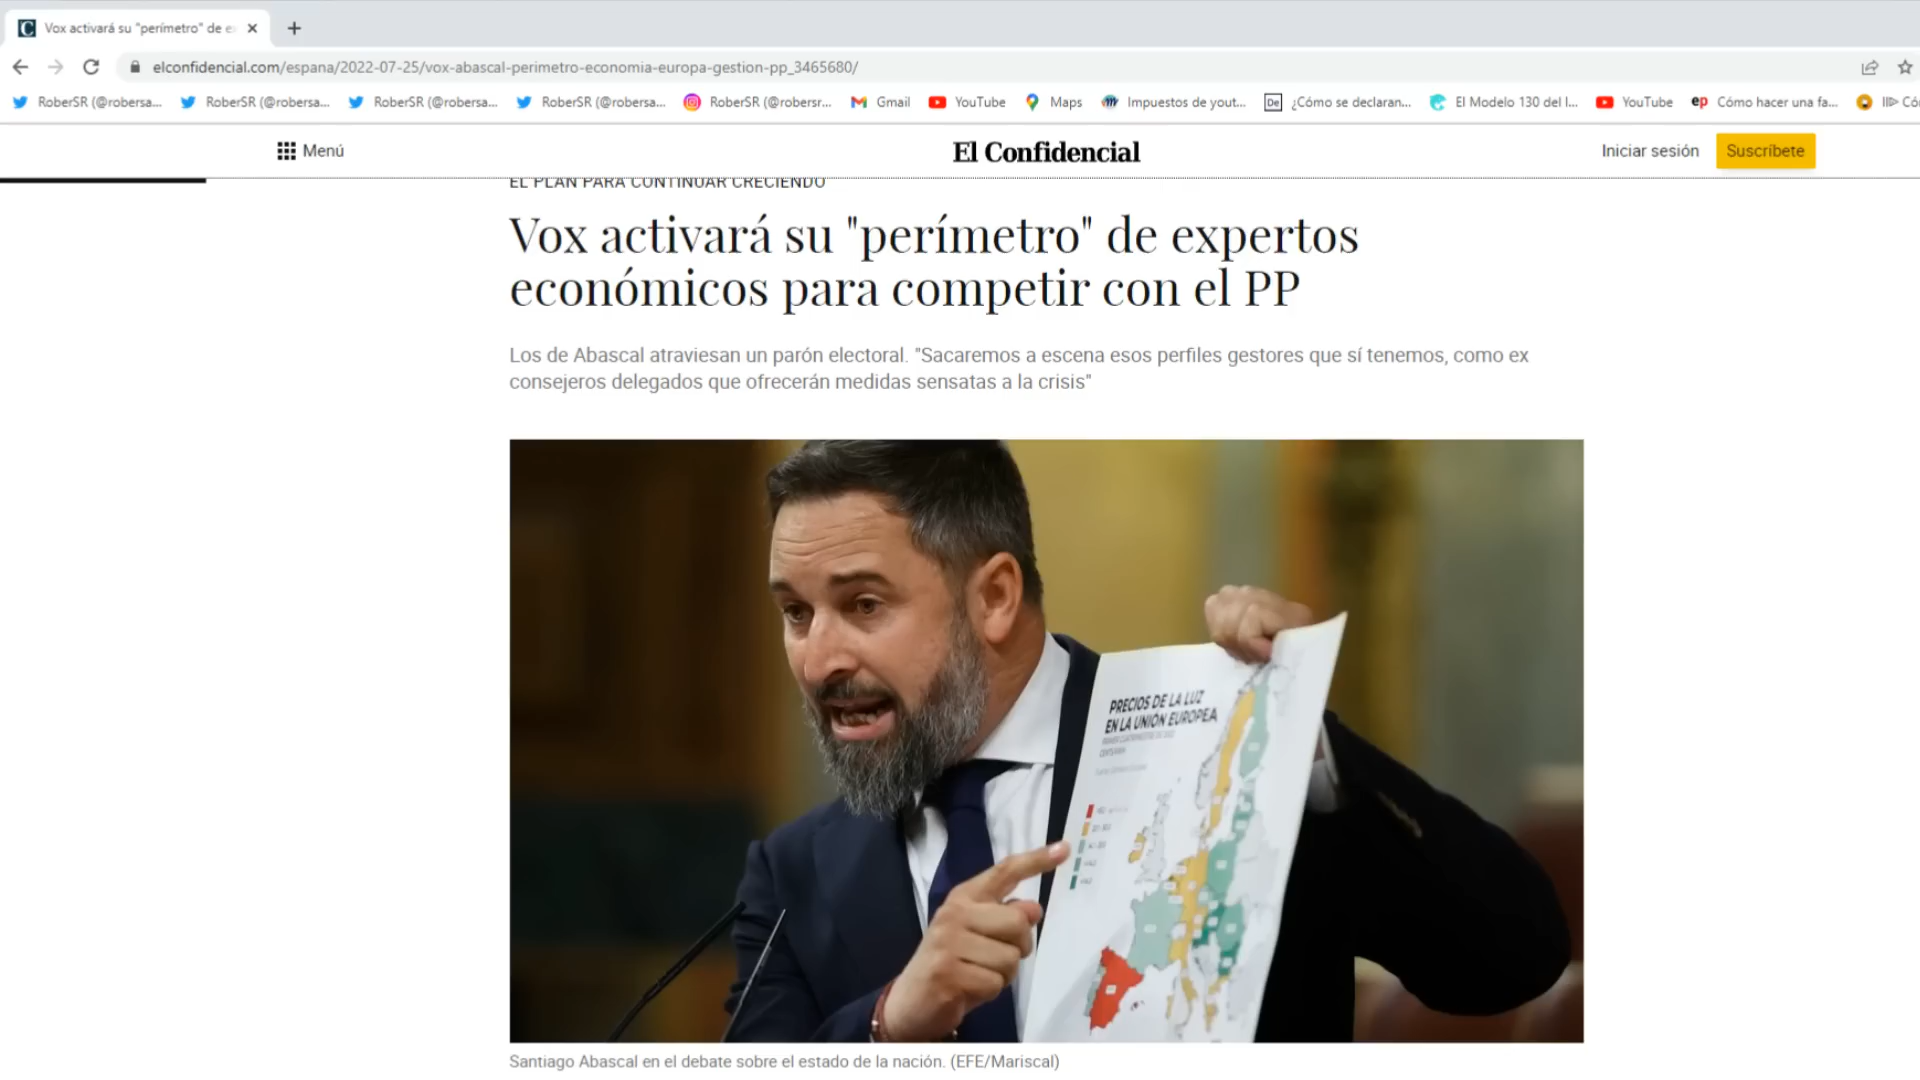 Vox activará su "perímetro" de e
elconfidencial.com/espana/2022-07-25/vox-abascal-perimetro-economia-europa-gestion-pp_3465680/
RoberSR (@robersa...
RoberSR (@robersa...
RoberSR (@robersa...
RoberSR (@robersa...
RoberSR (@robersr...
Gmail
YouTube
Maps
Impuestos de yout...
De
¿Cómo se declaran...
El Modelo 130 del I...
YouTube
ep
Cómo hacer una fa...
Menú
El Confidencial
Iniciar sesión
Suscríbete
EL PLAN PARA CONTINUAR CRECIENDO
Vox activará su "perímetro" de expertos
económicos para competir con el PP
Los de Abascal atraviesan un parón electoral. "Sacaremos a escena esos perfiles gestores que sí tenemos, como ex
consejeros delegados que ofrecerán medidas sensatas a la crisis"
PRECIOS DE LA LUZ
EN LA UNIÓN EUROPEA
Santiago Abascal en el debate sobre el estado de la nación. (EFE/Mariscal)